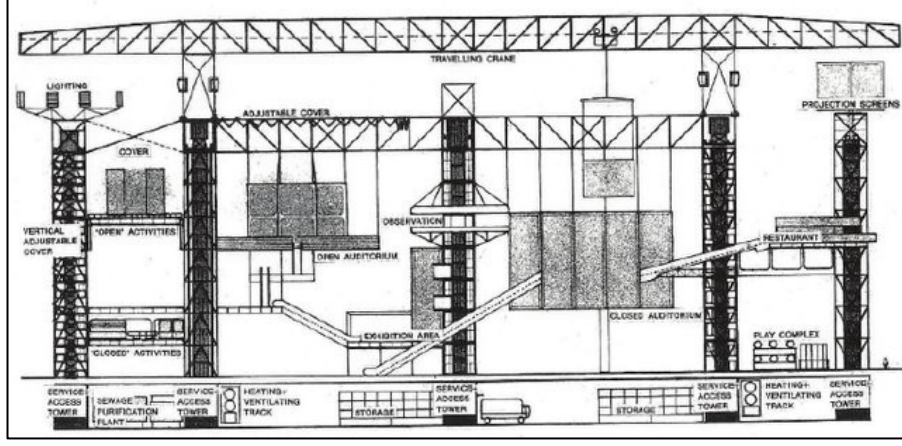 TRAVELLING CRANE
LIGHTING
ADJUSTABLE COVER
PROJECTION SCREENS
COVER
VERTICAL
ADJUSTABLE
COVER
"OPEN" ACTIVITIES
OBSERVATION
OPEN AUDITORIUM
RESTAURANT
CLOSED AUDITORIUM
EXHIBITION AREA
PLAY COMPLEX
"CLOSED" ACTIVITIES
SERVICE
ACCESS
TOWER
SEWAGE
PURIFICATION
PLANT
SERVICE
ACCESS
TOWER
HEATING+
VENTILATING
TRACK
STORAGE
SERVICE
ACCESS
TOWER
STORAGE
SERVICE
ACCESS
TOWER
HEATING+
VENTILATING
TRACK
SERVICE
ACCESS
TOWER